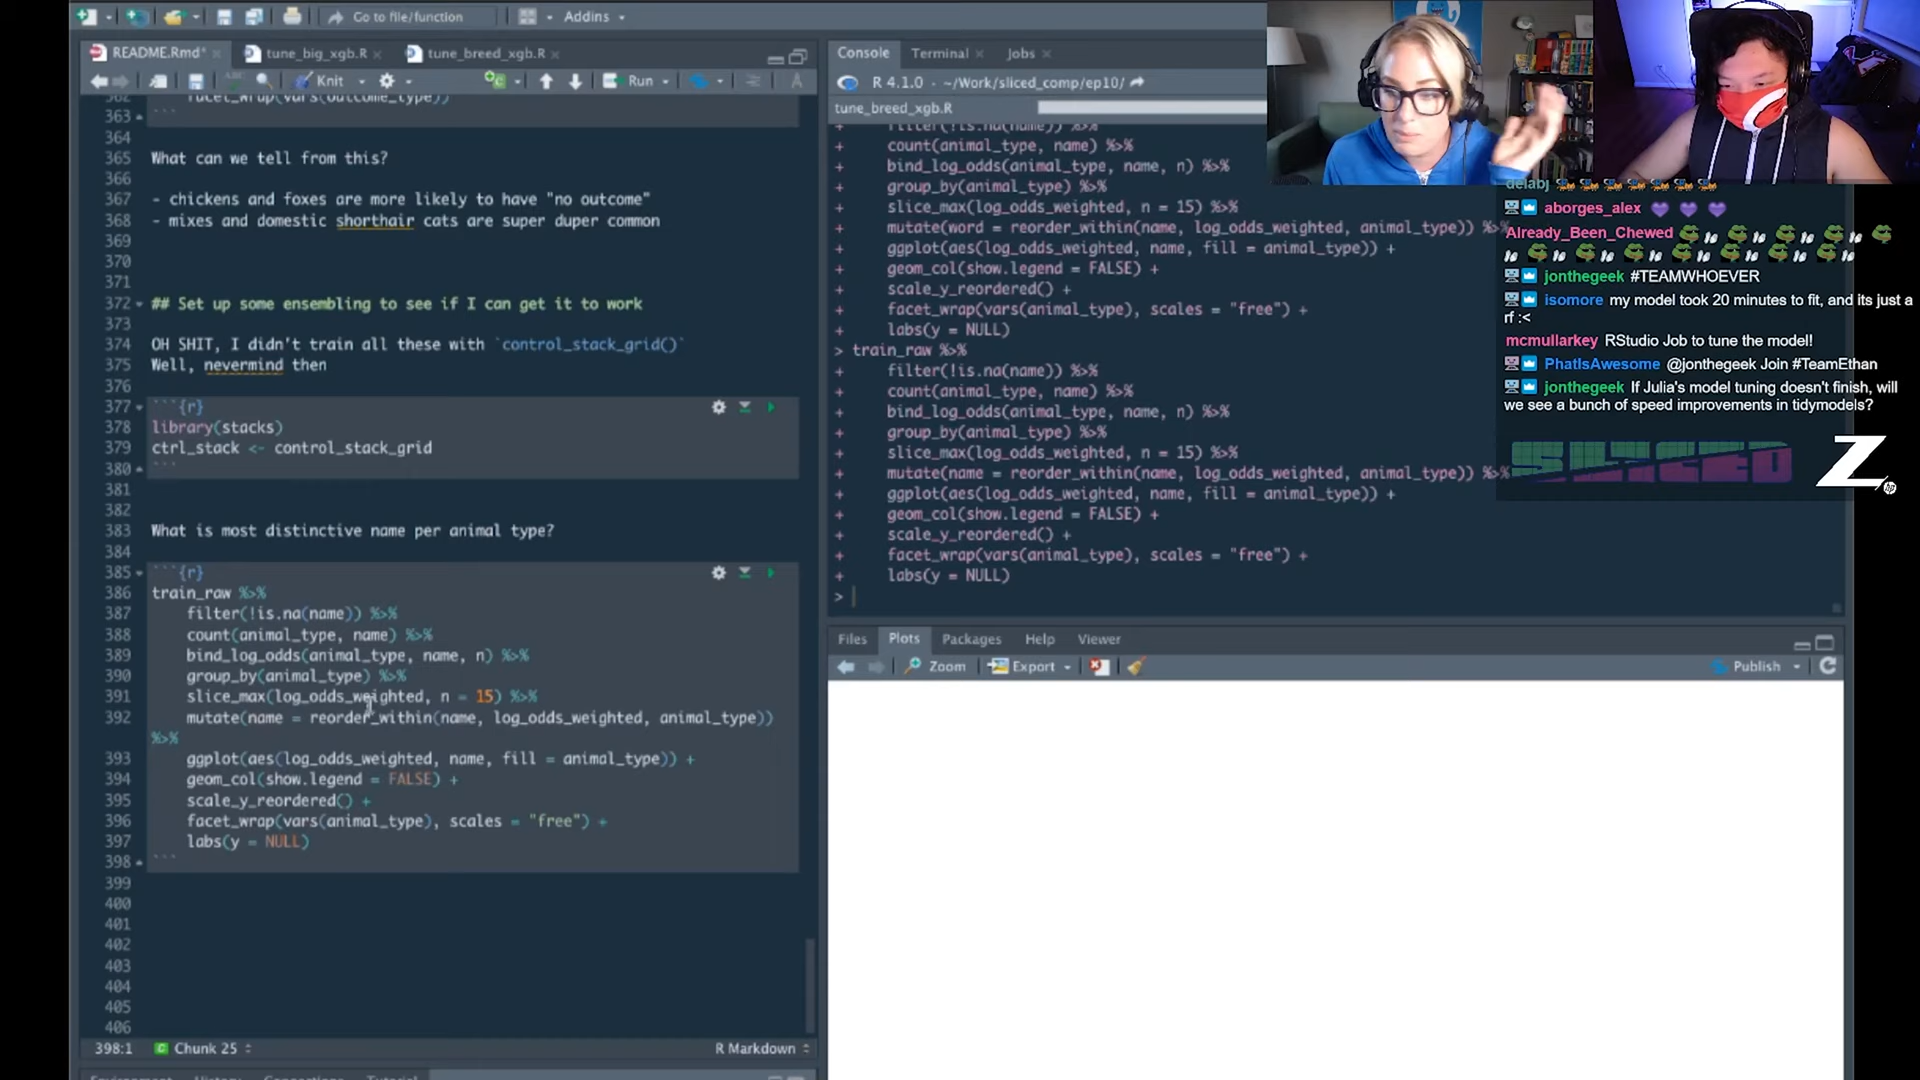 Go to file/function
Addins
README.Rmd*
tune_big_xgb.R
tune_breed_xgb.R
Knit
Run
362 facet_wrap(vars(outcome_type))
363 ```
364
365 What can we tell from this?
366
367 - chickens and foxes are more likely to have "no outcome"
368 - mixes and domestic shorthair cats are super duper common
369
370
371
372 ## Set up some ensembling to see if I can get it to work
373
374 OH SHIT, I didn't train all these with `control_stack_grid()`
375 Well, nevermind then
376
377 ```{r}
378 library(stacks)
379 ctrl_stack <- control_stack_grid
380 ```
381
382
383 What is most distinctive name per animal type?
384
385 ```{r}
386 train_raw %>%
387 filter(!is.na(name)) %>%
388 count(animal_type, name) %>%
389 bind_log_odds(animal_type, name, n) %>%
390 group_by(animal_type) %>%
391 slice_max(log_odds_weighted, n = 15) %>%
392 mutate(name = reorder_within(name, log_odds_weighted, animal_type))
%>%
393 ggplot(aes(log_odds_weighted, name, fill = animal_type)) +
394 geom_col(show.legend = FALSE) +
395 scale_y_reordered() +
396 facet_wrap(vars(animal_type), scales = "free") +
397 labs(y = NULL)
398 ```
399
400
401
402
403
404
405
406
398:1 Chunk 25
R Markdown
Environment History Connections Tutorial
Console Terminal Jobs
R 4.1.0 · ~/Work/sliced_comp/ep10/
tune_breed_xgb.R
+ filter(!is.na(name)) %>%
+ count(animal_type, name) %>%
+ bind_log_odds(animal_type, name, n) %>%
+ group_by(animal_type) %>%
+ slice_max(log_odds_weighted, n = 15) %>%
+ mutate(word = reorder_within(name, log_odds_weighted, animal_type)) %>%
+ ggplot(aes(log_odds_weighted, name, fill = animal_type)) +
+ geom_col(show.legend = FALSE) +
+ scale_y_reordered() +
+ facet_wrap(vars(animal_type), scales = "free") +
+ labs(y = NULL)
> train_raw %>%
+ filter(!is.na(name)) %>%
+ count(animal_type, name) %>%
+ bind_log_odds(animal_type, name, n) %>%
+ group_by(animal_type) %>%
+ slice_max(log_odds_weighted, n = 15) %>%
+ mutate(name = reorder_within(name, log_odds_weighted, animal_type)) %>%
+ ggplot(aes(log_odds_weighted, name, fill = animal_type)) +
+ geom_col(show.legend = FALSE) +
+ scale_y_reordered() +
+ facet_wrap(vars(animal_type), scales = "free") +
+ labs(y = NULL)
>
Files Plots Packages Help Viewer
Zoom Export Publish
delabj
aborges_alex
Already_Been_Chewed
jonthegeek #TEAMWHOEVER
isomore my model took 20 minutes to fit, and its just a
rf :<
mcmullarkey RStudio Job to tune the model!
PhatIsAwesome @jonthegeek Join #TeamEthan
jonthegeek If Julia's model tuning doesn't finish, will
we see a bunch of speed improvements in tidymodels?
SLICED
Z
hp